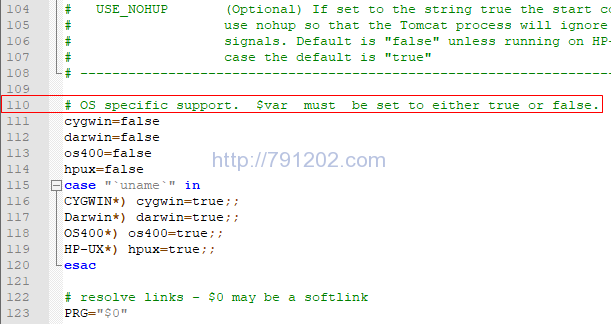 104 #   USE_NOHUP       (Optional) If set to the string true the start co
105 #                   use nohup so that the Tomcat process will ignore
106 #                   signals. Default is "false" unless running on HP-
107 #                   case the default is "true"
108 # -----------------------------------------------------------------
109
110 # OS specific support.  $var  must  be set to either true or false.
111 cygwin=false
112 darwin=false
113 os400=false
http://791202.com
114 hpux=false
115 case "`uname`" in
116 CYGWIN*) cygwin=true;;
117 Darwin*) darwin=true;;
118 OS400*) os400=true;;
119 HP-UX*) hpux=true;;
120 esac
121
122 # resolve links - $0 may be a softlink
123 PRG="$0"